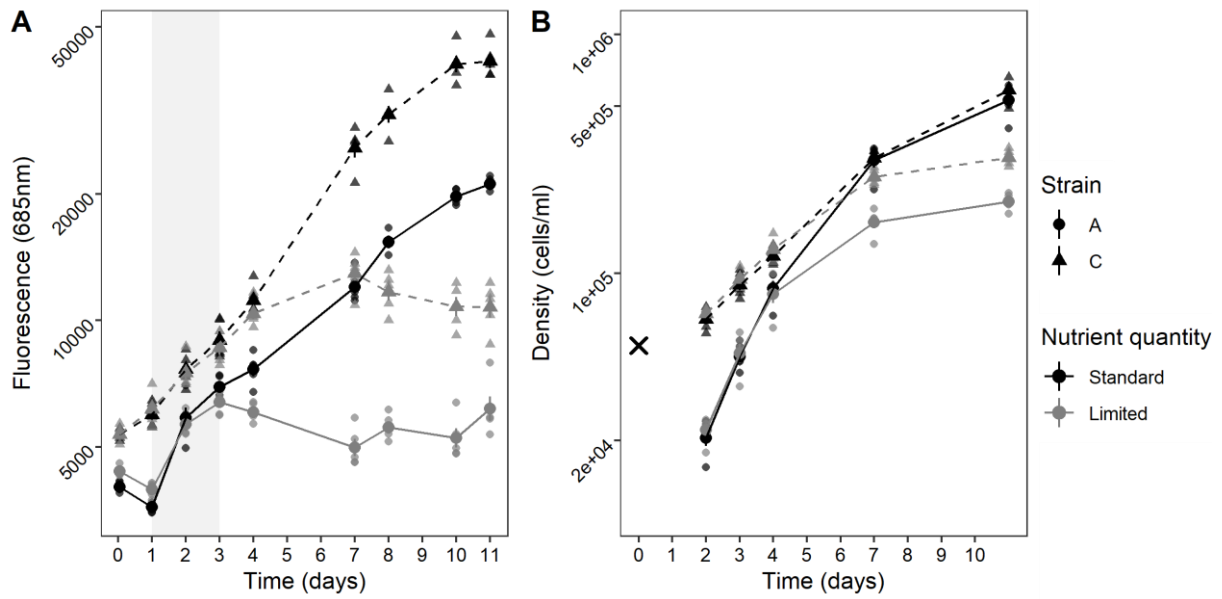 A
Fluorescence (685nm)
50000
20000
10000
5000
0 1 2 3 4 5 6 7 8 10 11
Time (days)
B
Density (cells/ml)
1e+06
5e+05
1e+05
2e+04
0 1 2 3 4 5 6 7 8 10
Time (days)
Strain
A
C
Nutrient quantity
Standard
Limited